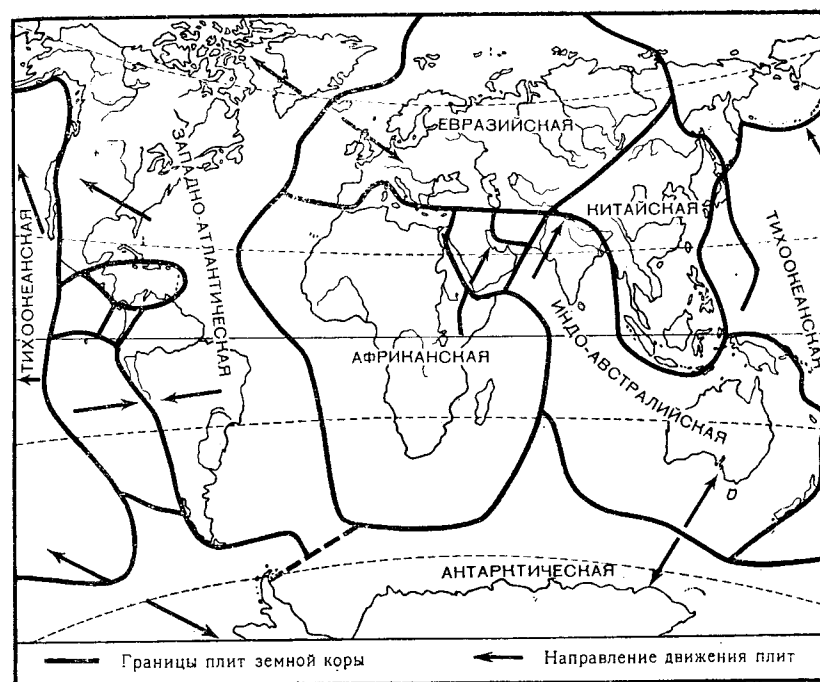 ЕВРАЗИЙСКАЯ
ЗАПАДНО-АТЛАНТИЧЕСКАЯ
КИТАЙСКАЯ
ТИХООКЕАНСКАЯ
ТИХООКЕАНСКАЯ
АФРИКАНСКАЯ
ИНДО-АВСТРАЛИЙСКАЯ
АНТАРКТИЧЕСКАЯ
Границы плит земной коры
Направление движения плит